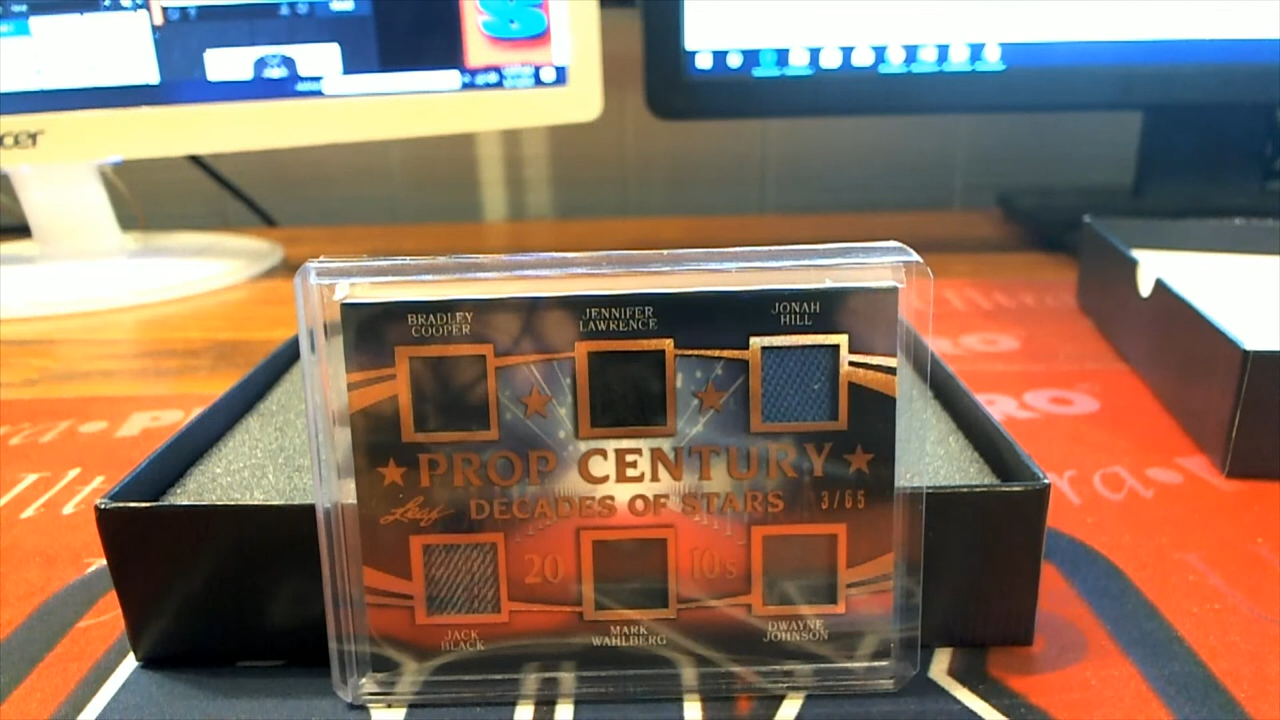 cer
BRADLEY
COOPER
JENNIFER
LAWRENCE
JONAH
HILL
PROP CENTURY
Leaf
DECADES OF STARS
3/65
20
10's
JACK
BLACK
MARK
WAHLBERG
DWAYNE
JOHNSON